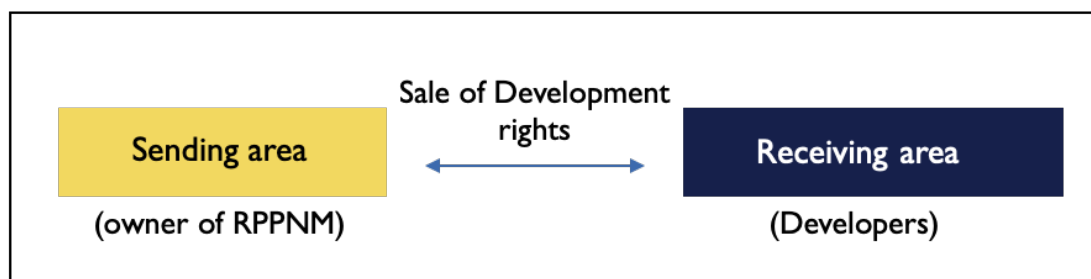 Sale of Development
rights
Sending area
Receiving area
(owner of RPPNM)
(Developers)